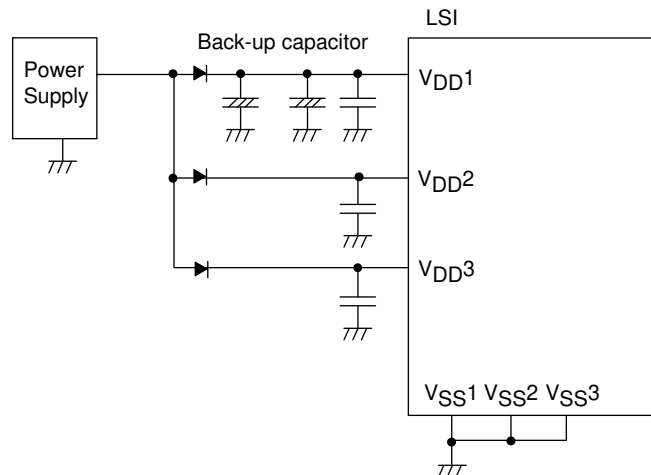 LSI
Back-up capacitor
Power
Supply
VDD1
VDD2
VDD3
VSS1 VSS2 VSS3